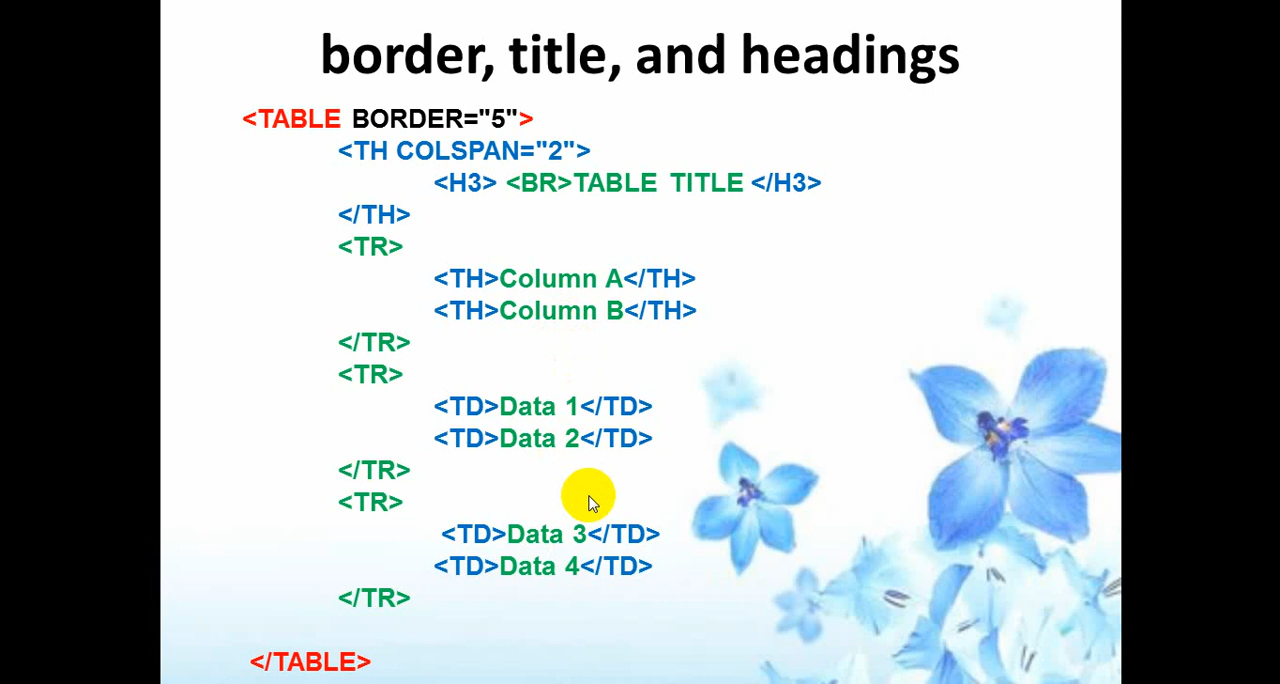 border, title, and headings
<TABLE BORDER="5">
<TH COLSPAN="2">
<H3> <BR>TABLE TITLE </H3>
</TH>
<TR>
<TH>Column A</TH>
<TH>Column B</TH>
</TR>
<TR>
<TD>Data 1</TD>
<TD>Data 2</TD>
</TR>
<TR>
<TD>Data 3</TD>
<TD>Data 4</TD>
</TR>
</TABLE>